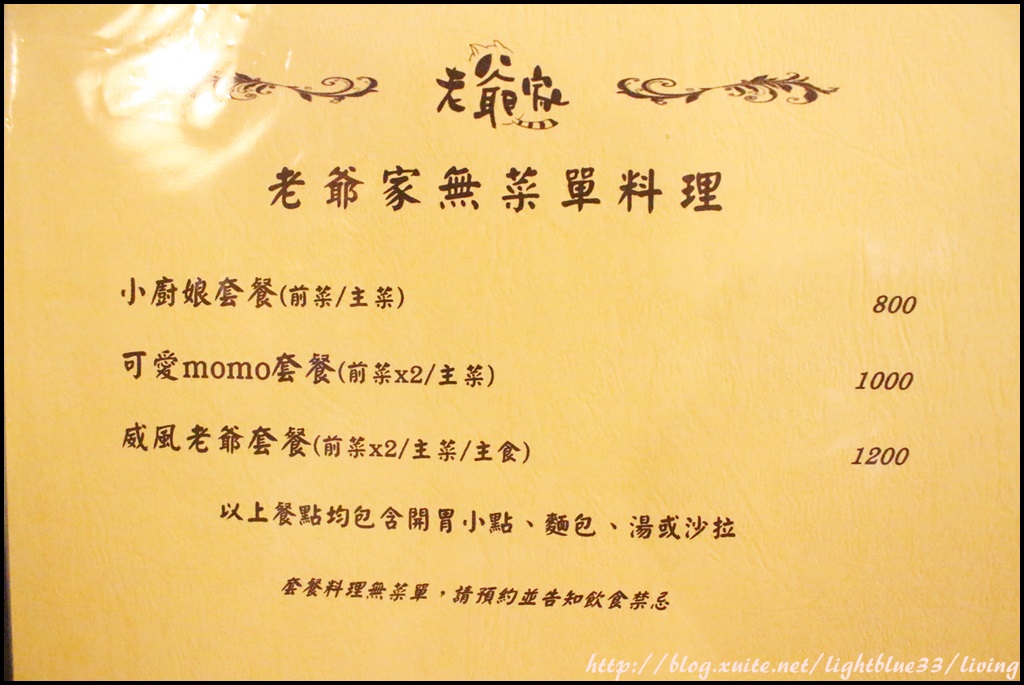 老爺家
老爺家無菜單料理
小廚娘套餐(前菜/主菜) 800
可愛momo套餐(前菜x2/主菜) 1000
威風老爺套餐(前菜x2/主菜/主食) 1200
以上餐點均包含開胃小點、麵包、湯或沙拉
套餐料理無菜單，請預約並告知飲食禁忌
http://blog.xuite.net/lightblue33/living